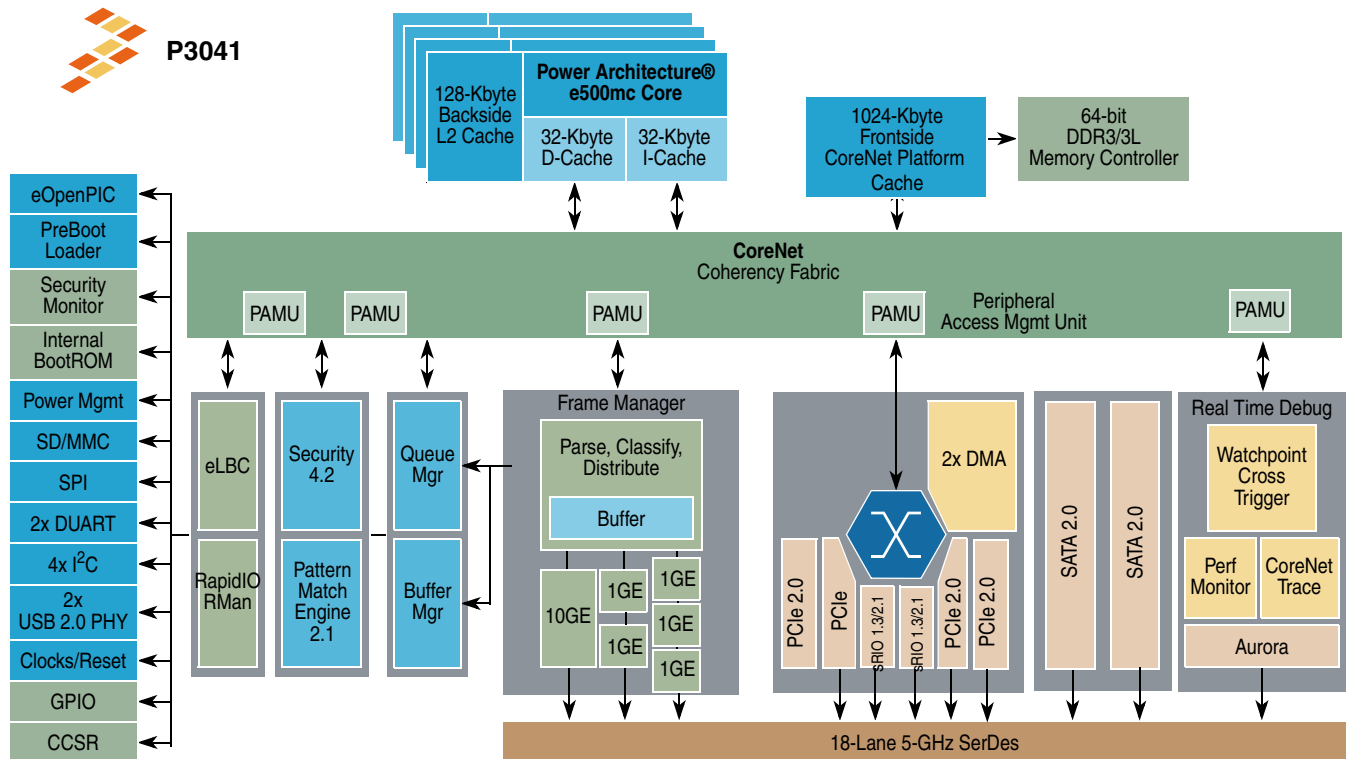 P3041
128-Kbyte
Backside
L2 Cache
Power Architecture®
e500mc Core
32-Kbyte
D-Cache
32-Kbyte
I-Cache
1024-Kbyte
Frontside
CoreNet Platform
Cache
64-bit
DDR3/3L
Memory Controller
eOpenPIC
PreBoot
Loader
Security
Monitor
Internal
BootROM
Power Mgmt
SD/MMC
SPI
2x DUART
4x I²C
2x
USB 2.0 PHY
Clocks/Reset
GPIO
CCSR
CoreNet
Coherency Fabric
PAMU
PAMU
PAMU
PAMU
Peripheral
Access Mgmt Unit
PAMU
eLBC
RapidIO
RMan
Security
4.2
Pattern
Match
Engine
2.1
Queue
Mgr
Buffer
Mgr
Frame Manager
Parse, Classify,
Distribute
Buffer
10GE
1GE
1GE
1GE
1GE
1GE
2x DMA
PCIe 2.0
PCIe
sRIO 1.3/2.1
sRIO 1.3/2.1
PCIe 2.0
PCIe 2.0
SATA 2.0
SATA 2.0
Real Time Debug
Watchpoint
Cross
Trigger
Perf
Monitor
CoreNet
Trace
Aurora
18-Lane 5-GHz SerDes